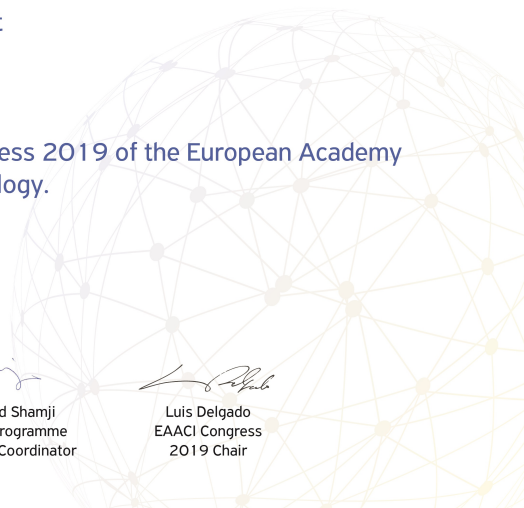 ess 2019 of the European Academy
logy.
d Shamji
Luis Delgado
rogramme
EAACI Congress
Coordinator
2019 Chair